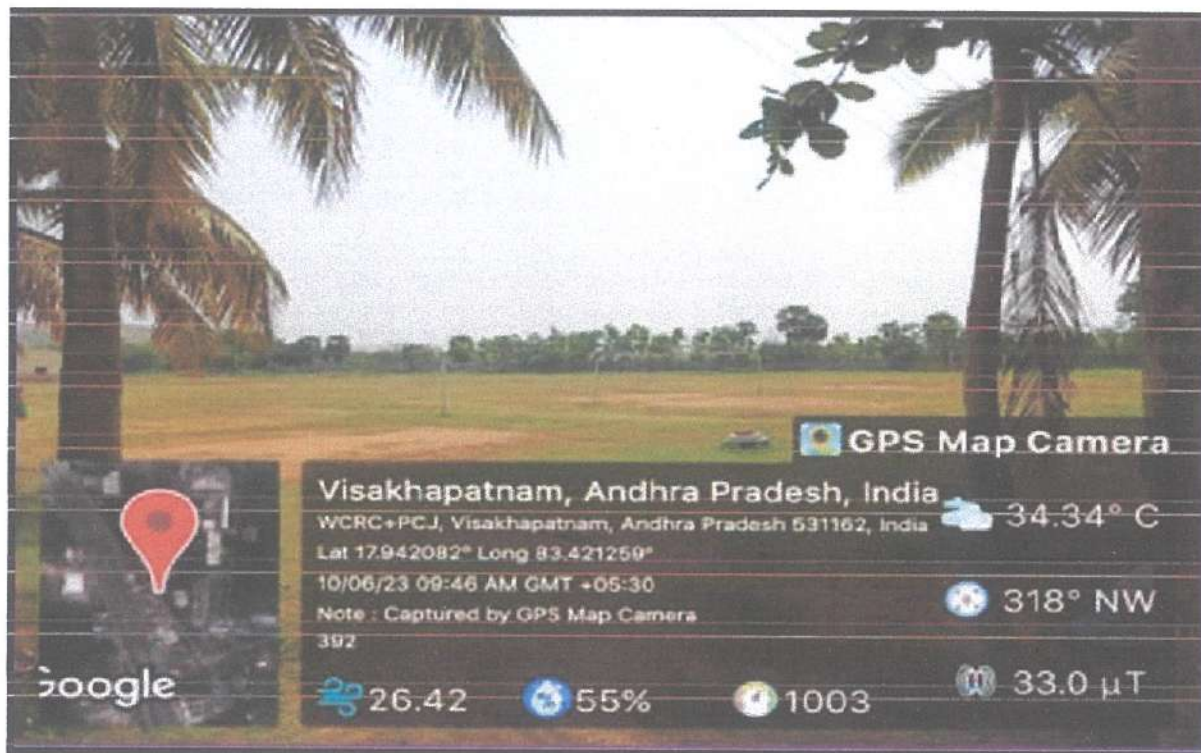 GPS Map Camera
Visakhapatnam, Andhra Pradesh, India
WCRC+PCJ, Visakhapatnam, Andhra Pradesh 531162, India
Lat 17.942082° Long 83.421259°
10/06/23 09:46 AM GMT +05:30
Note : Captured by GPS Map Camera
392
34.34° C
318° NW
33.0 µT
26.42
55%
1003
Google